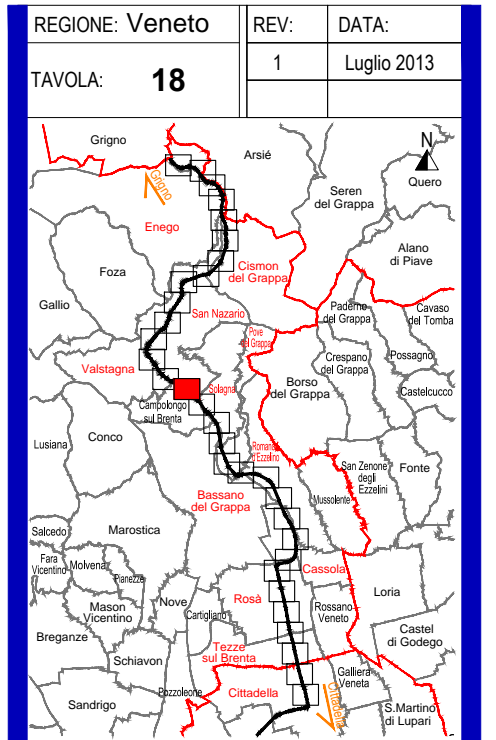 REGIONE: Veneto
REV:
DATA:
TAVOLA: 18
1
Luglio 2013
Grigno
Arsié
N
Quero
Grigno
Seren
del Grappa
Enego
Alano
di Piave
Foza
Cismon
del Grappa
Gallio
San Nazario
Paderno
del Grappa
Cavaso
del Tomba
Pove
del Grappa
Crespano
del Grappa
Possagno
Valstagna
Solagna
Borso
del Grappa
Castelcucco
Campolongo
sul Brenta
Lusiana
Conco
Romano
d'Ezzelino
San Zenone
degli
Ezzelini
Fonte
Bassano
del Grappa
Mussolente
Salcedo
Marostica
Fara
Vicentino
Molvena
Pianezze
Cassola
Loria
Mason
Vicentino
Nove
Rosà
Cartigliano
Rossano
Veneto
Breganze
Castel
di Godego
Schiavon
Tezze
sul Brenta
Galliera
Veneta
Pozzoleone
Cittadella
Cittadella
Sandrigo
S.Martino
di Lupari